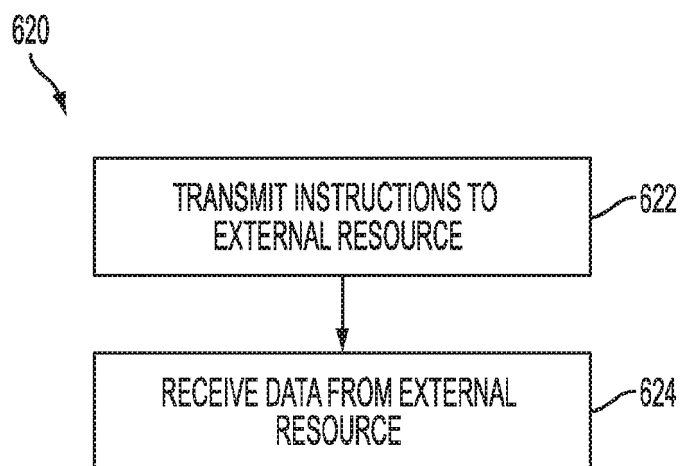 620
TRANSMIT INSTRUCTIONS TO
EXTERNAL RESOURCE
622
RECEIVE DATA FROM EXTERNAL
RESOURCE
624